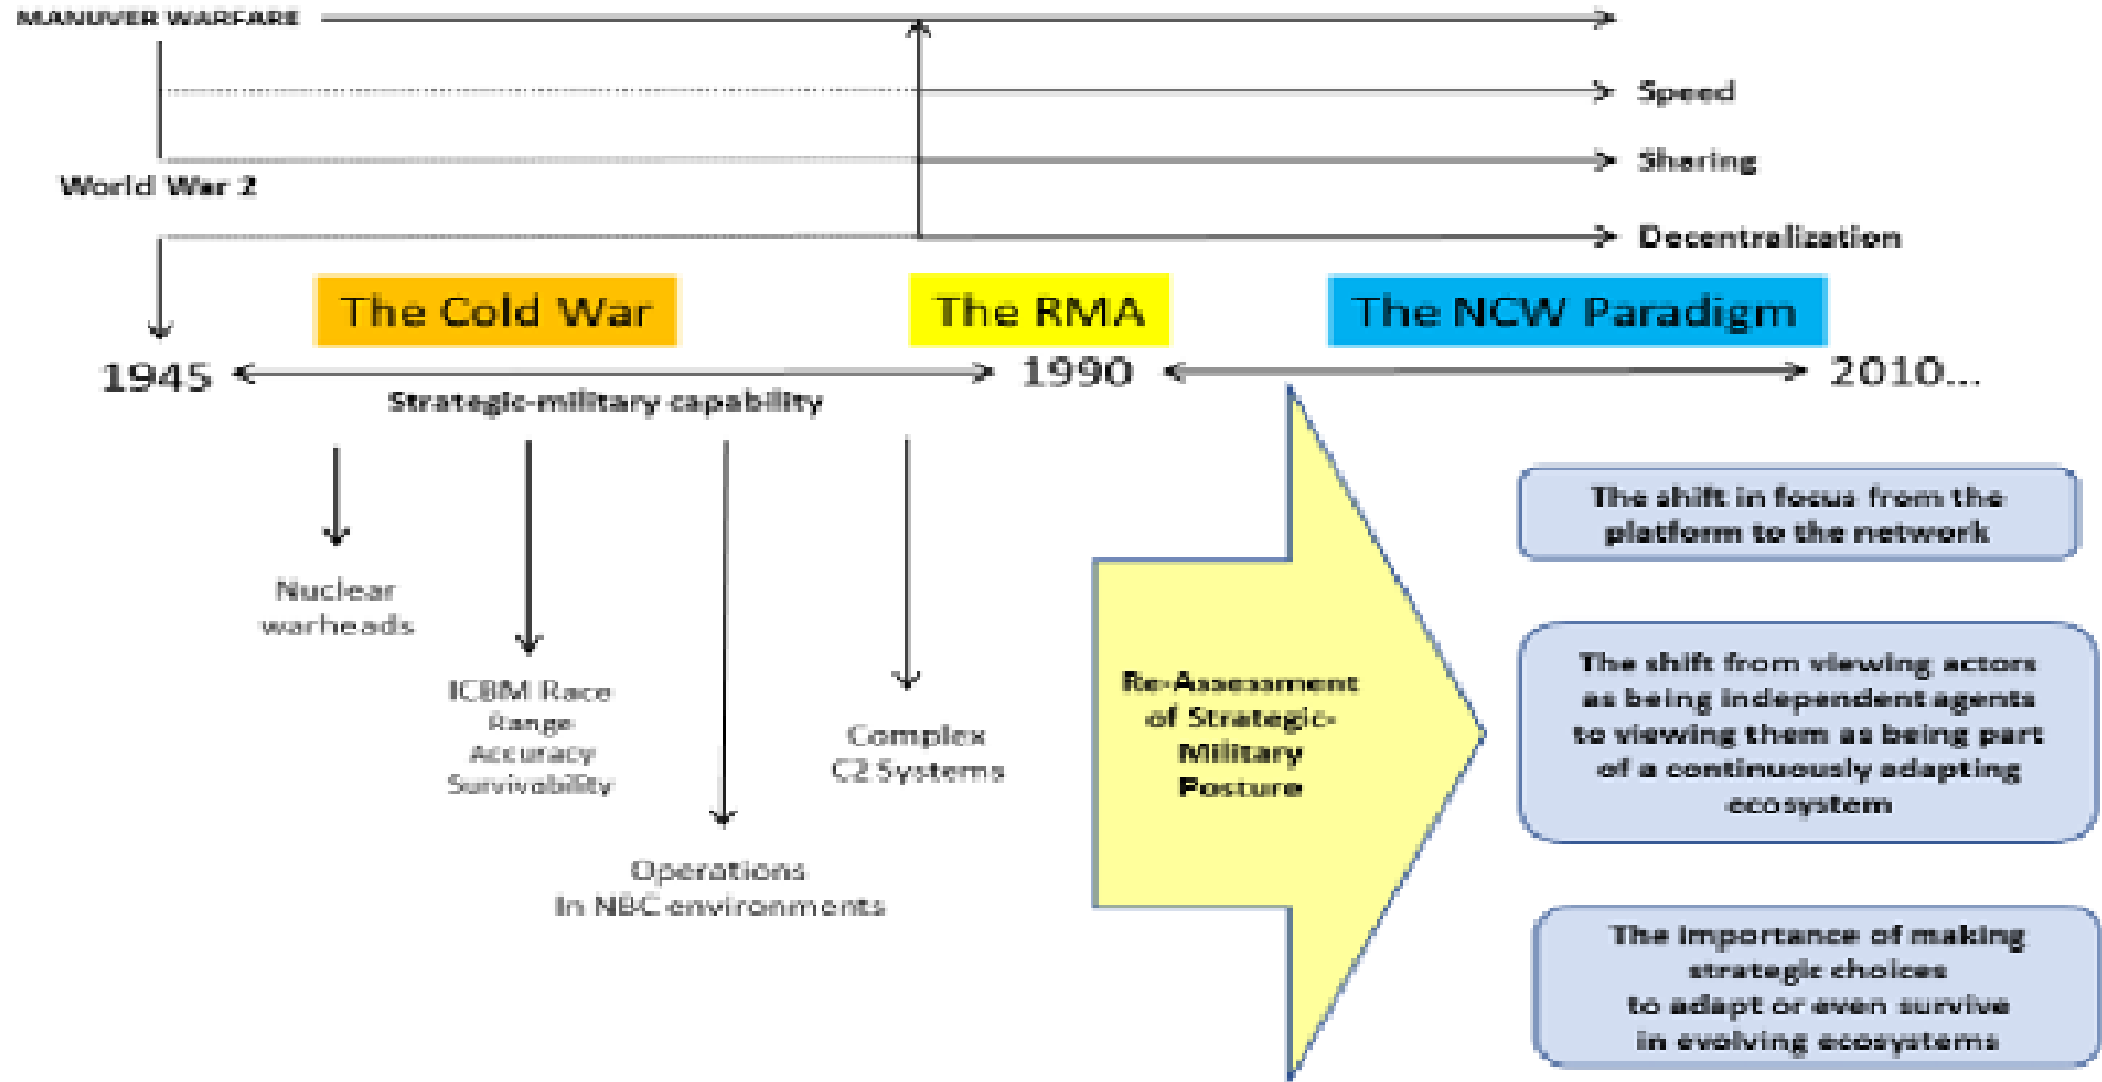 MANUVER WARFARE
Speed
Sharing
World War 2
Decentralization
The Cold War
The RMA
The NCW Paradigm
1945
1990
2010...
Strategic-military capability
Nuclear
warheads
ICBM Race
Range
Accuracy
Survivability
Operations
In NBC environments
Complex
C2 Systems
Re-Assessment
of Strategic-
Military
Posture
The shift in focus from the
platform to the network
The shift from viewing actors
as being independent agents
to viewing them as being part
of a continuously adapting
ecosystem
The importance of making
strategic choices
to adapt or even survive
in evolving ecosystems